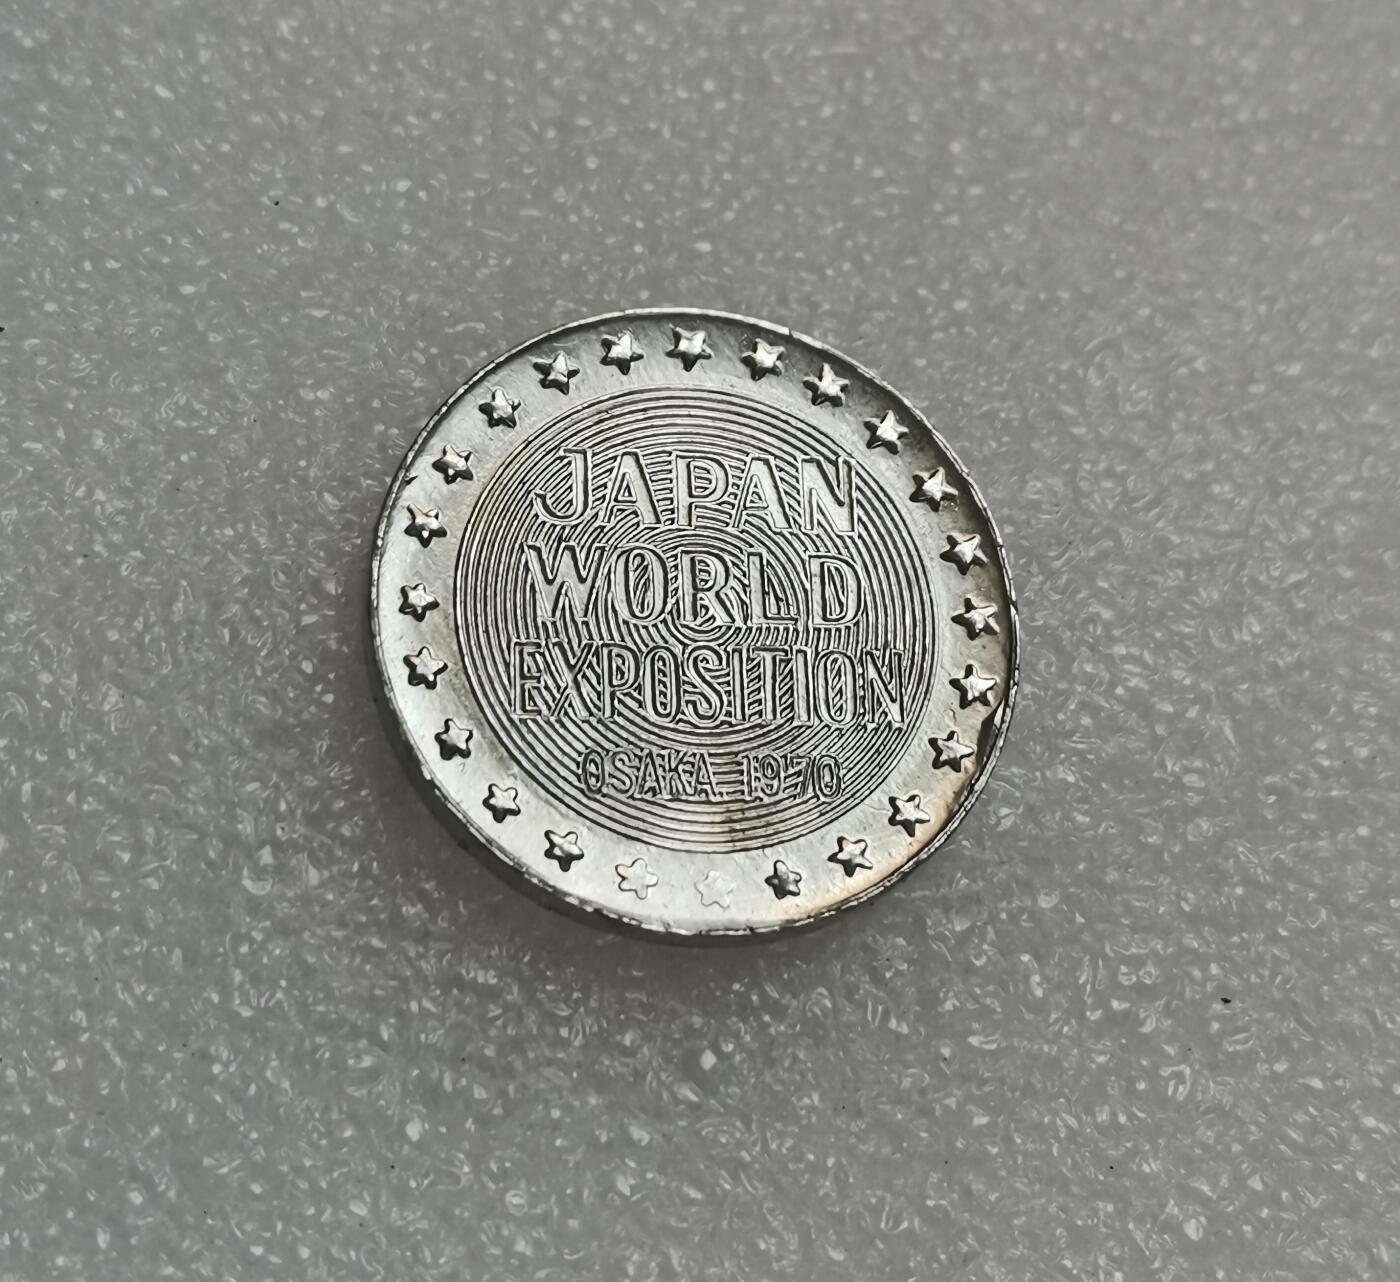 JAPAN
WORLD
EXPOSITION
OSAKA 1970